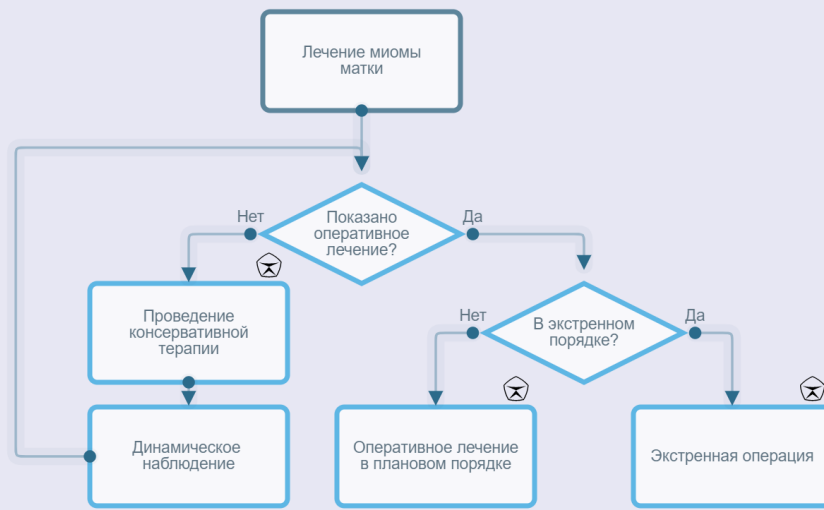 Лечение миомы
матки
Нет
Показано
оперативное
лечение?
Да
Проведение
консервативной
терапии
Нет
В экстренном
порядке?
Да
Динамическое
наблюдение
Оперативное лечение
в плановом порядке
Экстренная операция